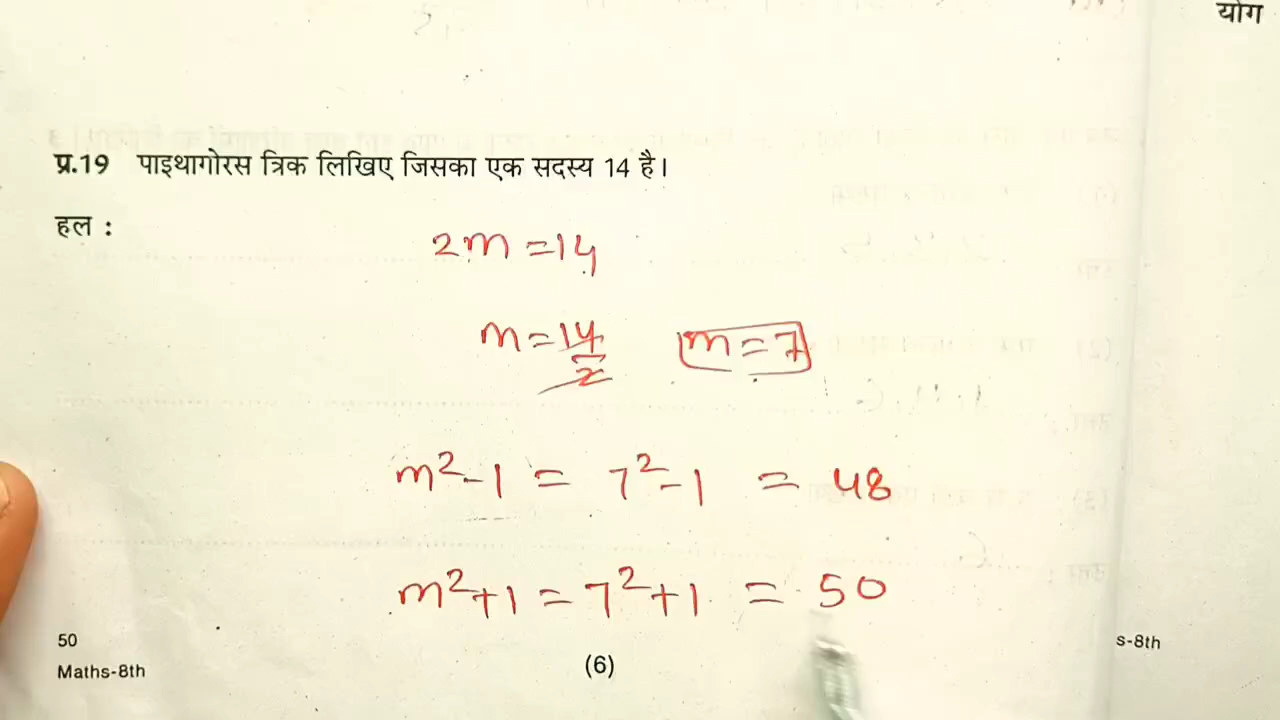 योग
प्र.19 पाइथागोरस त्रिक लिखिए जिसका एक सदस्य 14 है।
हल :
2m = 14
m = 14/2 m = 7
m² - 1 = 7² - 1 = 48
m² + 1 = 7² + 1 = 50
50
Maths-8th
(6)
s-8th